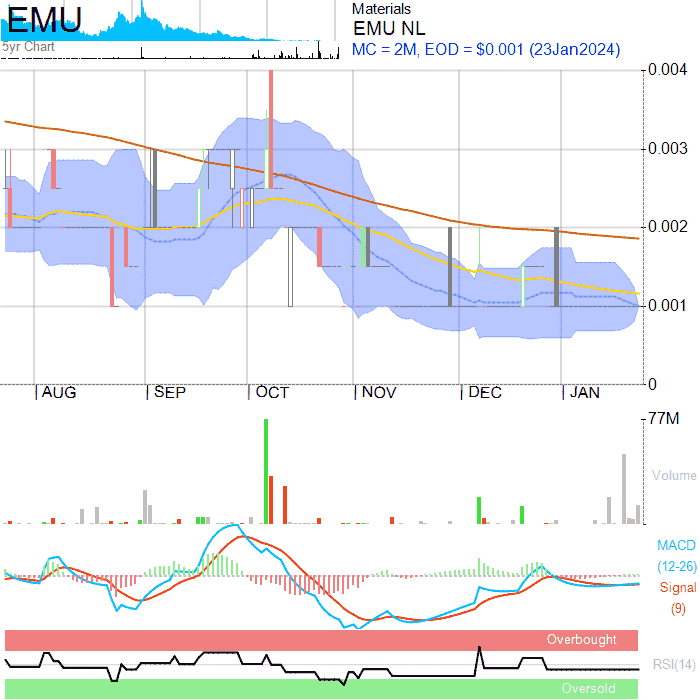 EMU
5yr Chart
Materials
EMU NL
MC = 2M, EOD = $0.001 (23Jan2024)
0.004
0.003
0.002
0.001
0
AUG
SEP
OCT
NOV
DEC
JAN
77M
Volume
MACD
(12-26)
Signal
(9)
Overbought
RSI(14)
Oversold